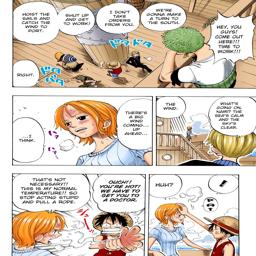 HOIST THE
SAILS AND
CATCH THE
WIND TO
PORT.
SHUT UP AND
GET TO WORK!
I DON'T
TAKE
ORDERS
FROM
YOU.
WE'RE
GONNA MAKE
A TURN TO
THE SOUTH.
HEY, YOU
GUYS!
COME OUT
HERE!!!
TIME TO
WORK!!
RIGHT.
THERE'S A
BIG WIND
COMING...
UP
AHEAD...
...I
THINK.
THE
WIND.
WHAT'S GOING
ON, NAMI? THE
SEA'S CALM
AND THE
SKY'S
CLEAR.
THAT'S NOT
NECESSARY!!
THIS IS MY NORMAL
TEMPERATURE!! SO
STOP ACTING STUPID
AND PULL A ROPE.
OUCH!!
YOU'RE HOT!
WE HAVE TO
GET YOU TO
A DOCTOR.
HUH?